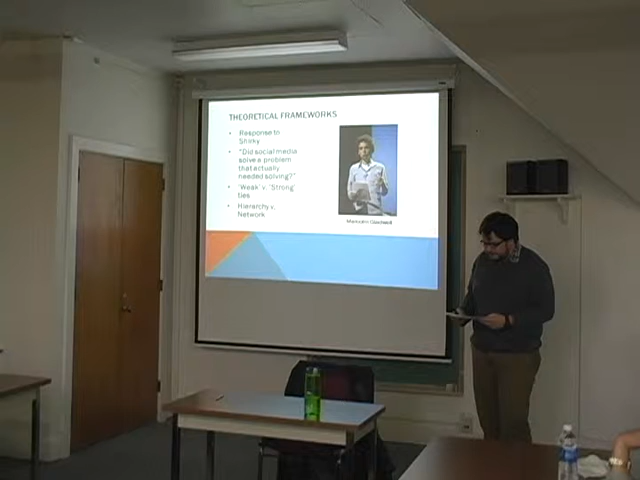 THEORETICAL FRAMEWORKS
• Response to
Shirky
• "Did social media
solve a problem
that actually
needed solving?"
• 'Weak' v. 'Strong'
ties
• Hierarchy v.
Network
Malcolm Gladwell